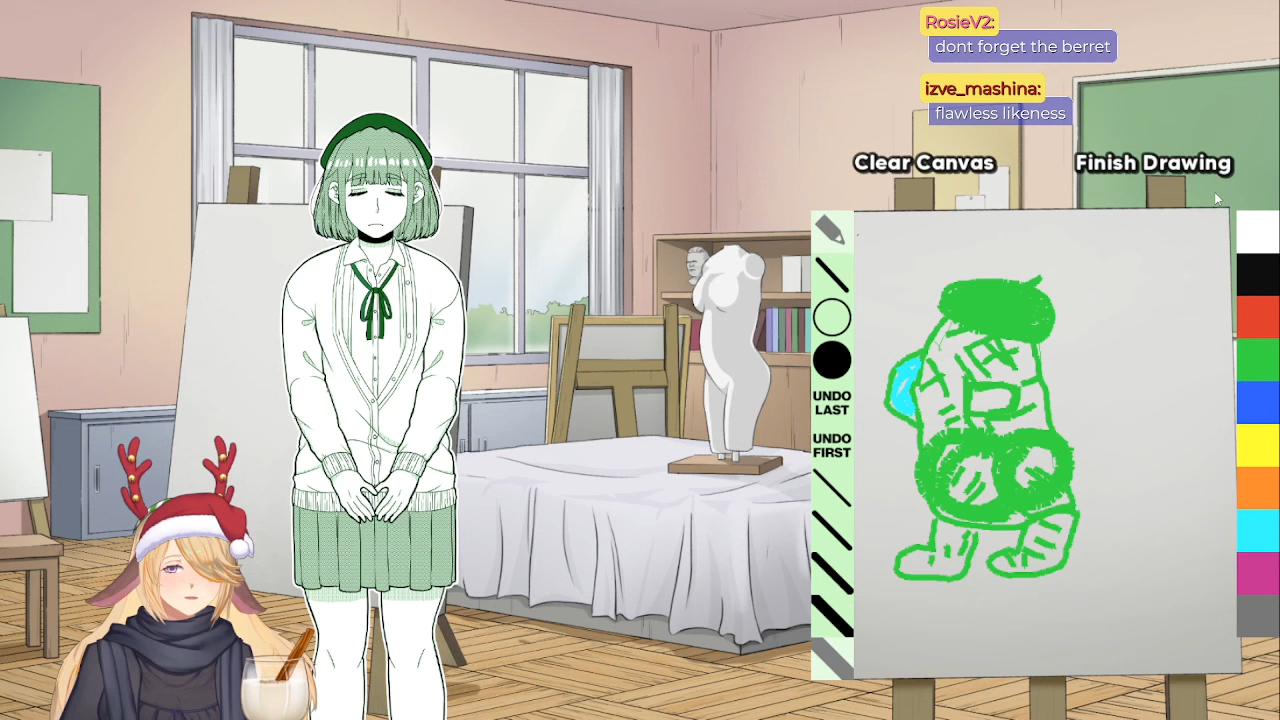 RosieV2:
dont forget the berret
izve_mashina:
flawless likeness
Clear Canvas
Finish Drawing
UNDO
LAST
UNDO
FIRST